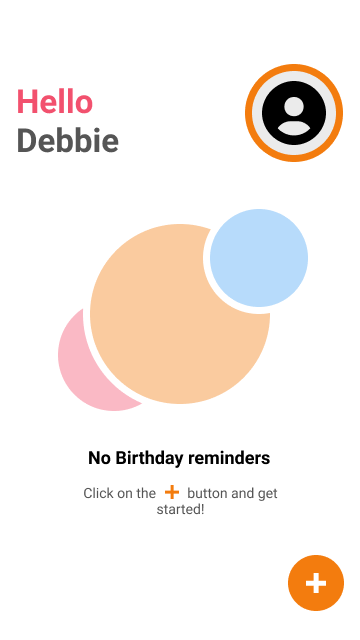 Hello
Debbie
No Birthday reminders
Click on the + button and get
started!